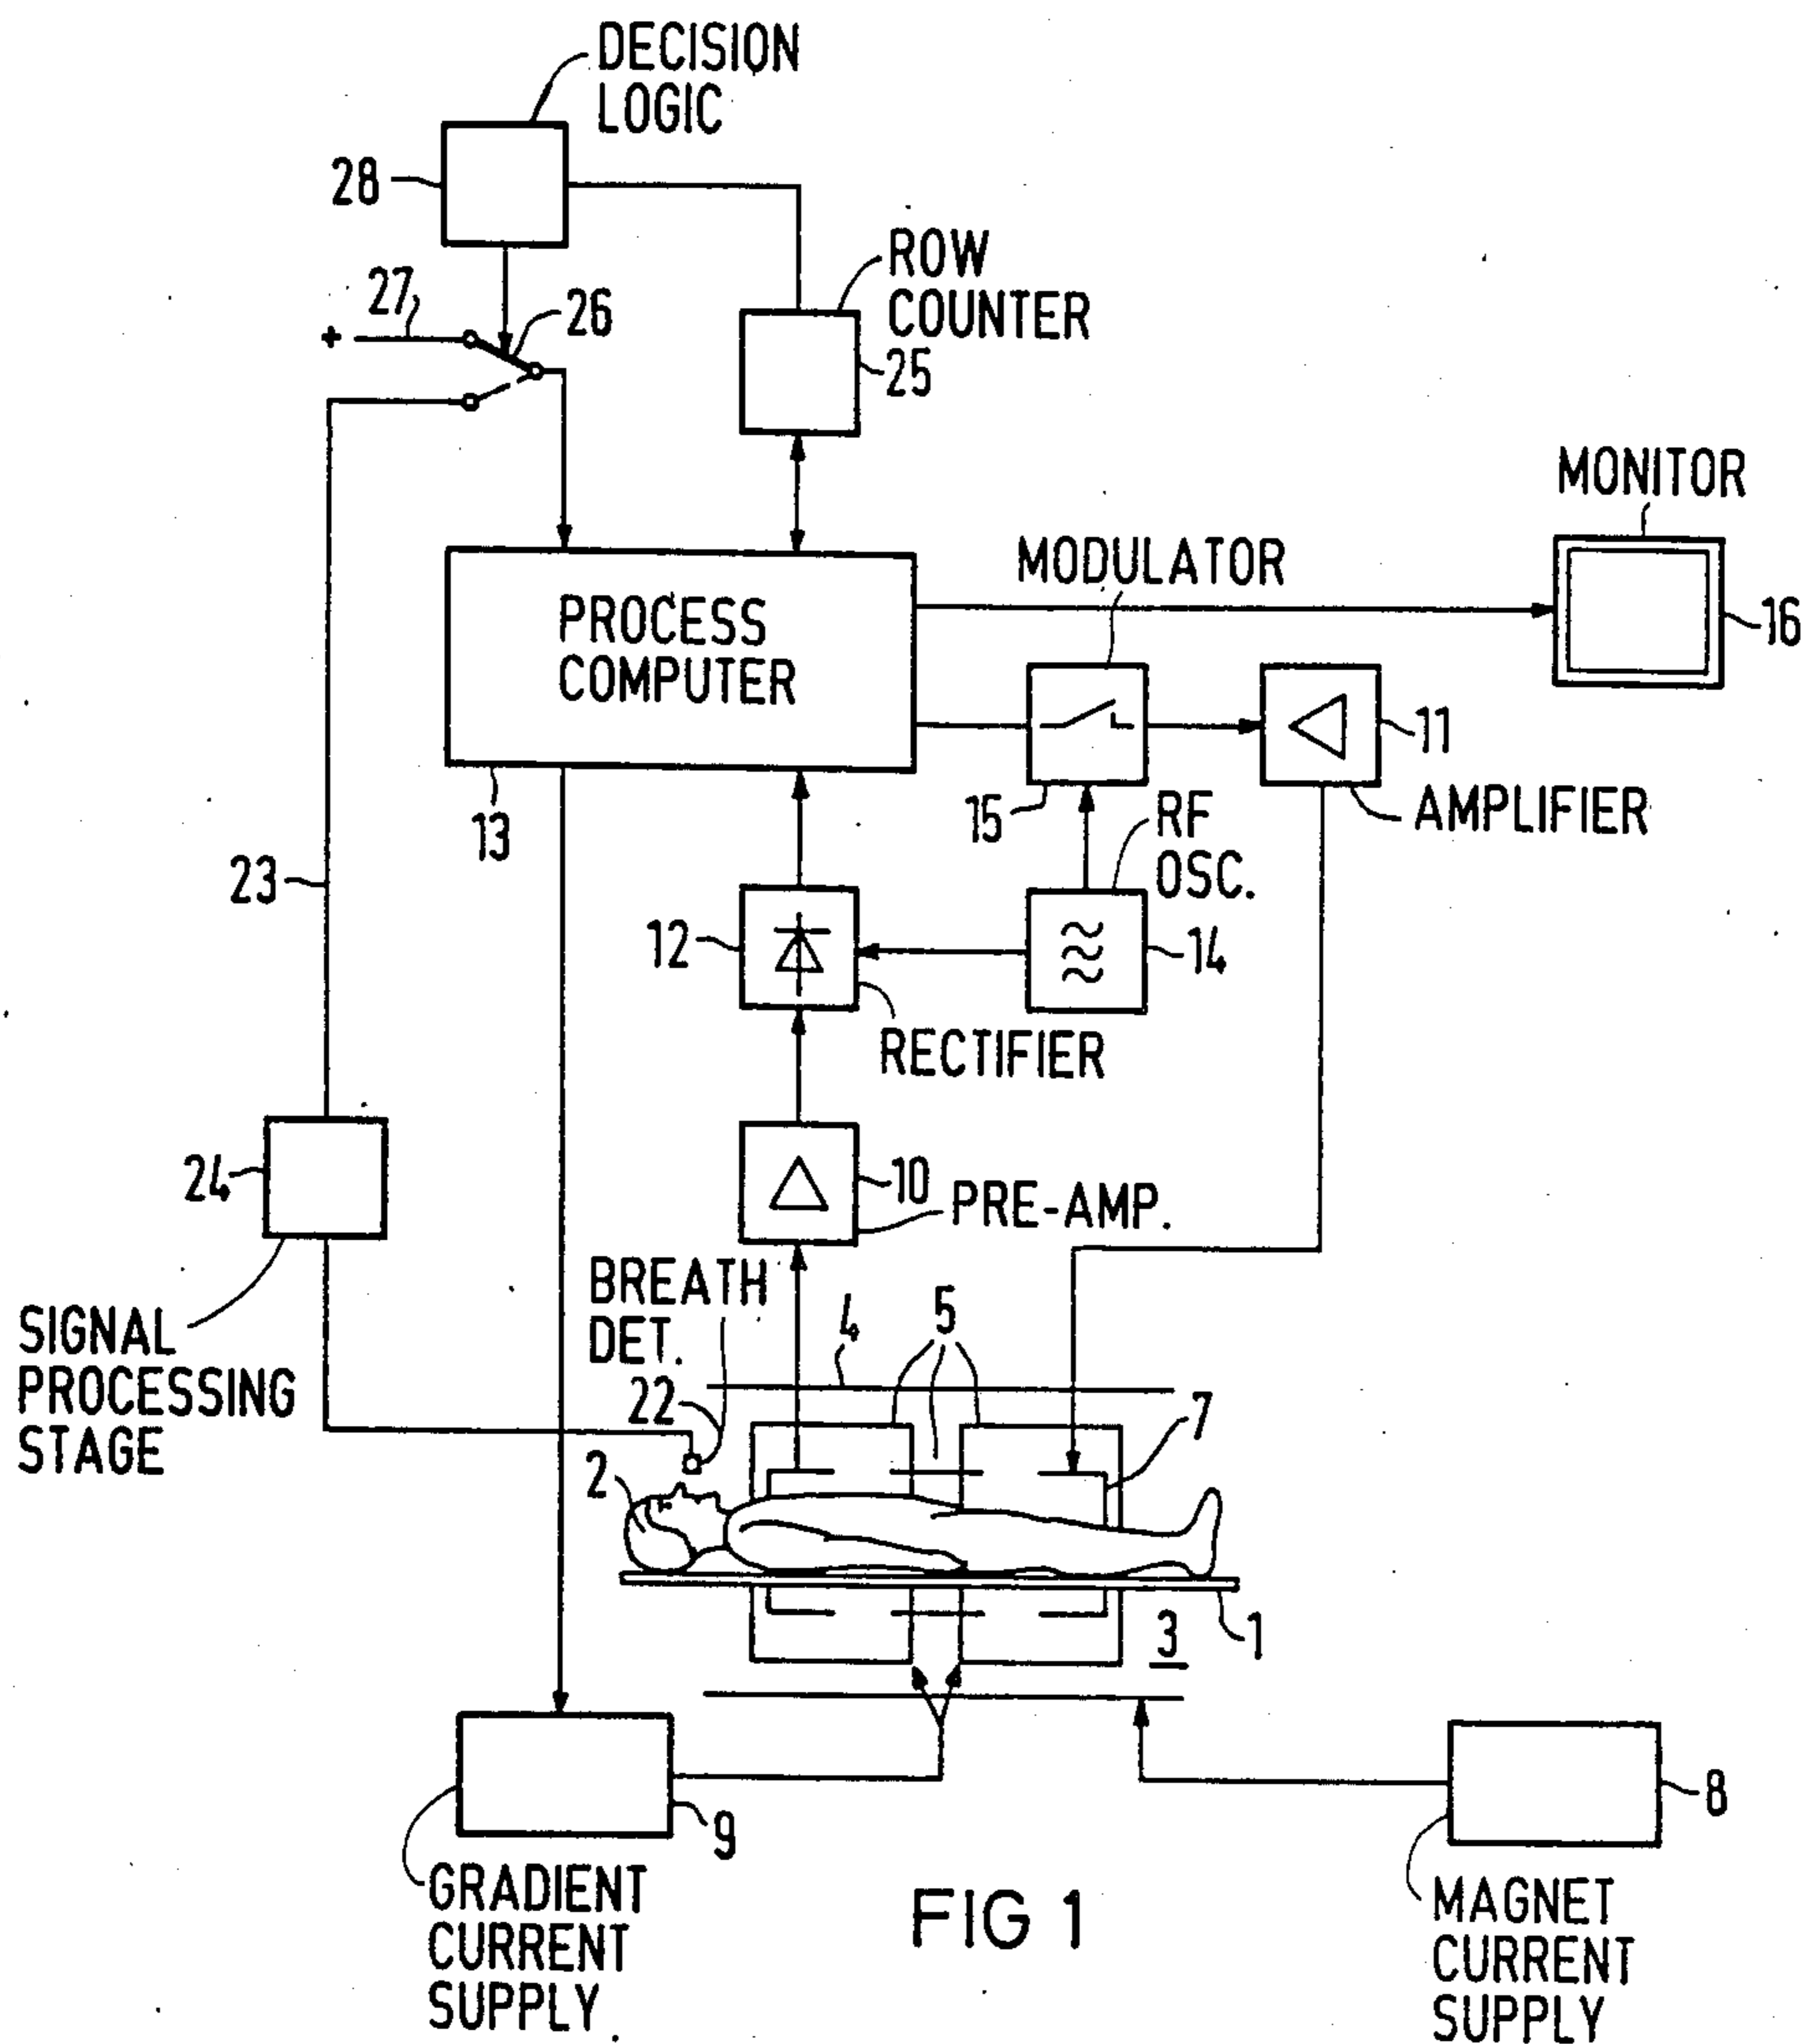 DECISION
LOGIC
28
ROW
COUNTER
27
26
+
25
MONITOR
MODULATOR
PROCESS
COMPUTER
16
11
13
15
RF
OSC.
AMPLIFIER
23
12
14
RECTIFIER
24
10
PRE-AMP.
BREATH
DET.
4
5
SIGNAL
PROCESSING
STAGE
22
7
2
3
1
9
8
GRADIENT
CURRENT
SUPPLY
FIG 1
MAGNET
CURRENT
SUPPLY